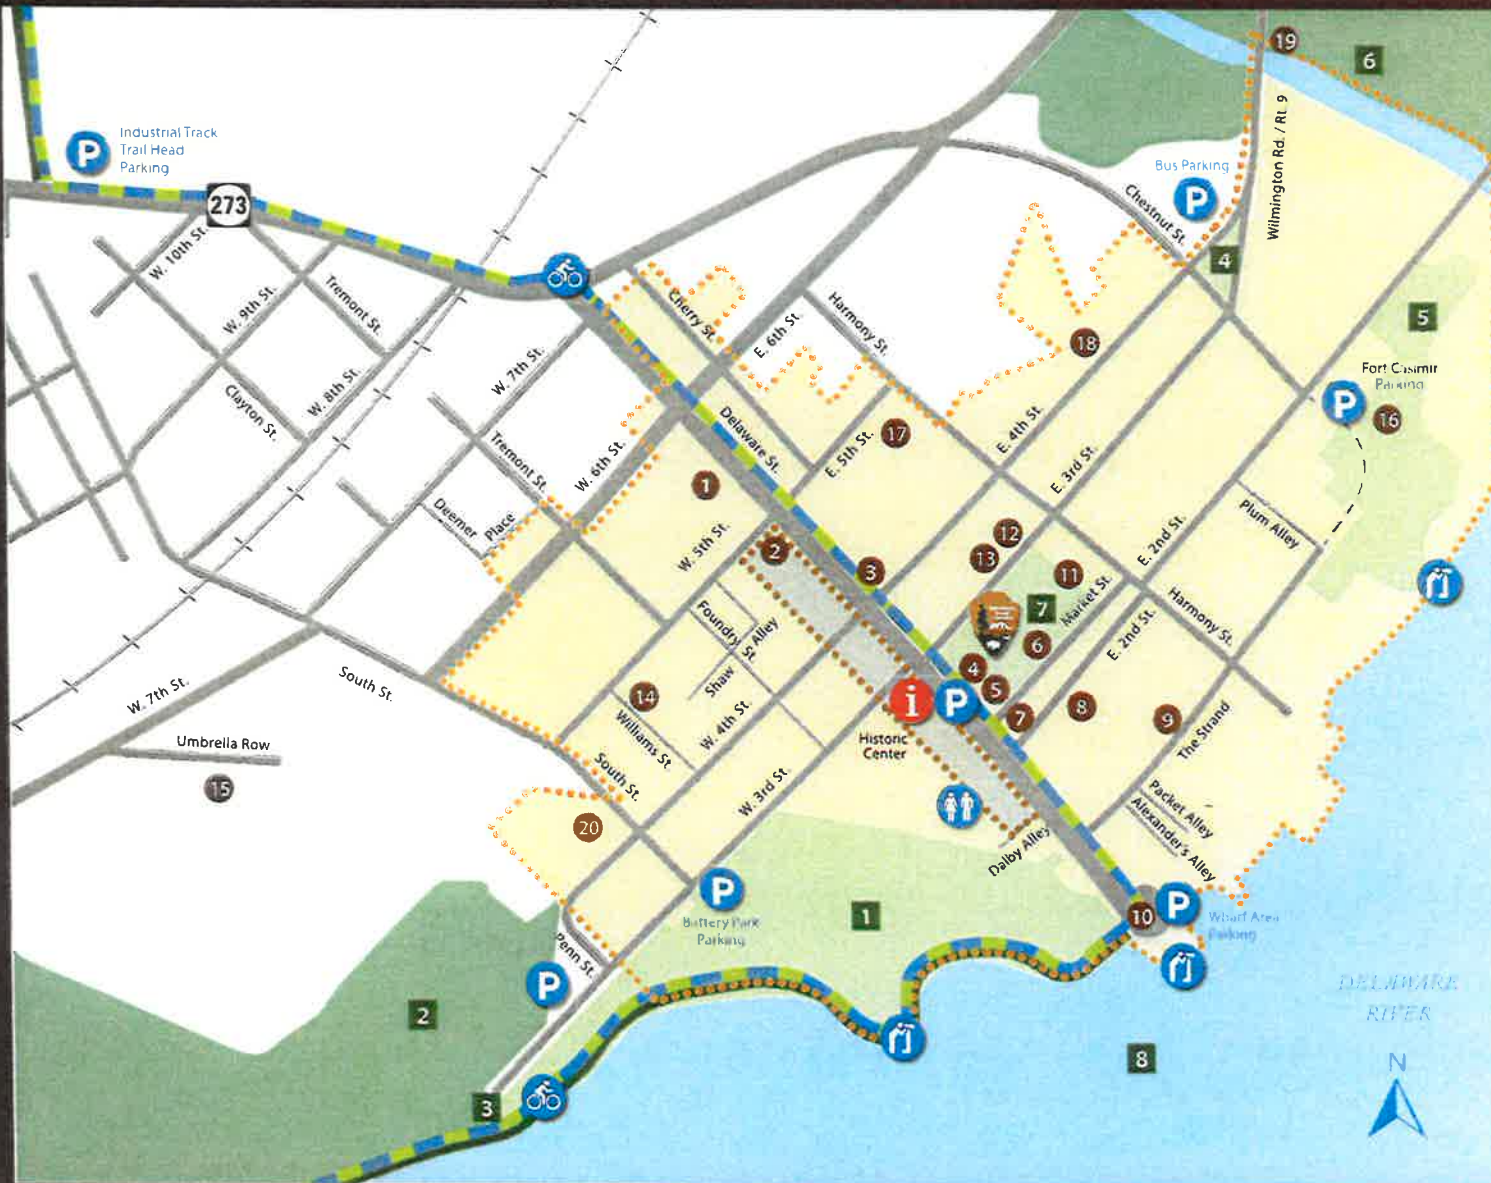 19
6
Industrial Track
Trail Head
Parking
P
273
Bus Parking
P
Wilmington Rd. / Rt. 9
Chestnut St.
4
5
W. 10th St.
W. 9th St.
Tremont St.
W. 8th St.
Clayton St.
W. 7th St.
Tremont St.
W. 6th St.
Deemer
Place
Cherry St.
E. 6th St.
Harmony St.
18
Fort Casimir
Parking
P
16
Delaware St.
E. 5th St.
17
E. 4th St.
E. 3rd St.
1
W. 5th St.
2
3
12
13
11
7
6
Market St.
E. 2nd St.
Plum Alley
Harmony St.
E. 2nd St.
Foundry St.
Shaw Alley
14
Williams St.
W. 4th St.
4
5
i
P
7
8
9
Historic
Center
The Strand
W. 7th St.
South St.
Umbrella Row
15
South St.
W. 3rd St.
20
Packet Alley
Alexander's Alley
Dalby Alley
P
Battery Park
Parking
1
10
P
Wharf Area
Parking
Penn St.
P
2
3
8
DELAWARE
RIVER
N